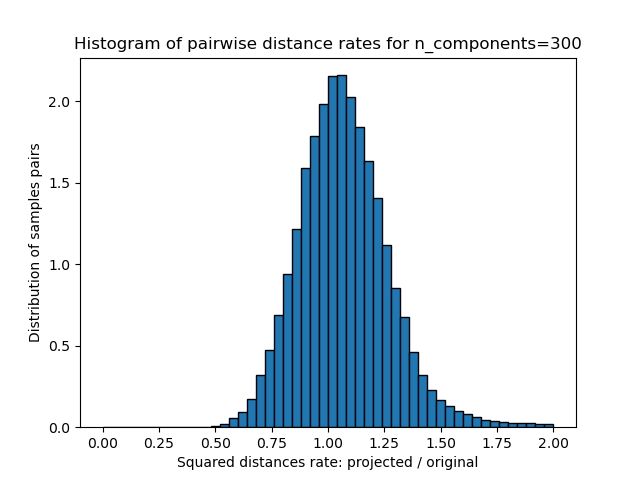 Histogram of pairwise distance rates for n_components=300
Distribution of samples pairs
2.0
1.5
1.0
0.5
0.0
0.00 0.25 0.50 0.75 1.00 1.25 1.50 1.75 2.00
Squared distances rate: projected / original